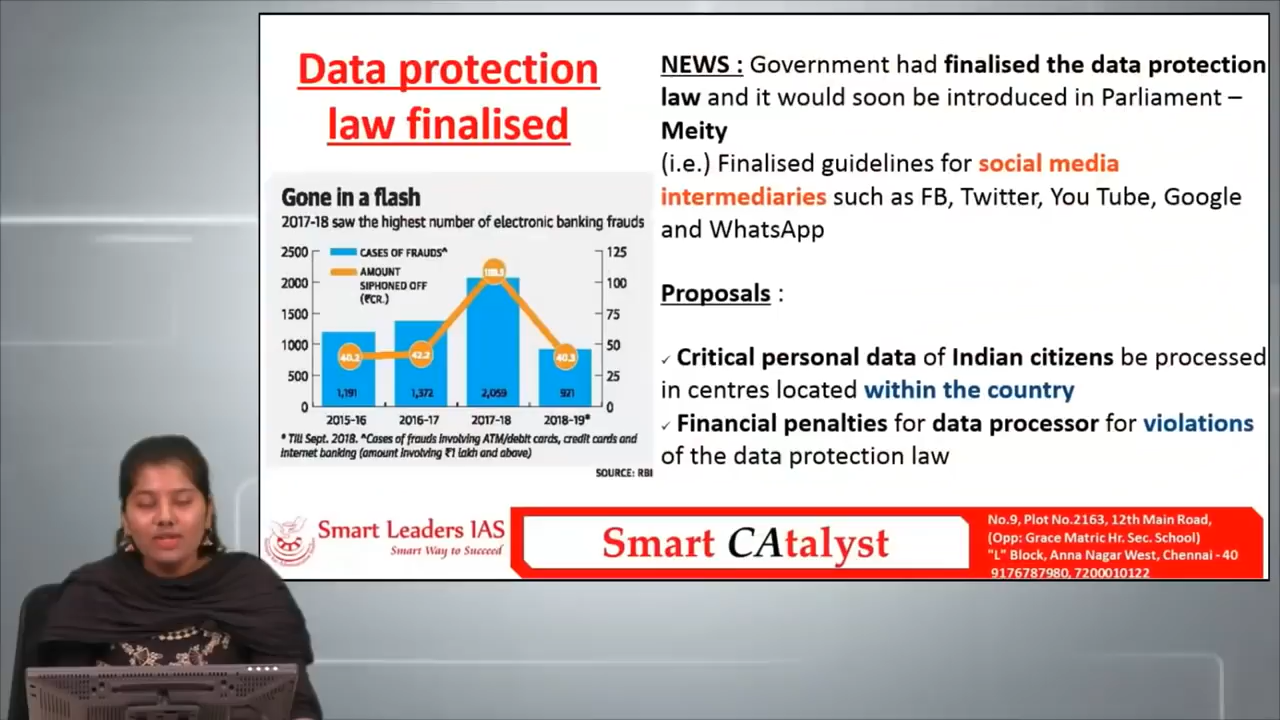 Data protection
law finalised
Gone in a flash
2017-18 saw the highest number of electronic banking frauds
CASES OF FRAUDS^
AMOUNT
SIPHONED OFF
(₹CR.)
2500
2000
1500
1000
500
0
125
100
75
50
25
0
40.2
42.2
40.3
1,191
1,372
2,059
921
2015-16
2016-17
2017-18
2018-19*
* Till Sept. 2018. ^Cases of frauds involving ATM/debit cards, credit cards and
internet banking (amount involving ₹1 lakh and above)
SOURCE: RBI
NEWS : Government had finalised the data protection
law and it would soon be introduced in Parliament –
Meity
(i.e.) Finalised guidelines for social media
intermediaries such as FB, Twitter, You Tube, Google
and WhatsApp
Proposals :
✓ Critical personal data of Indian citizens be processed
in centres located within the country
✓ Financial penalties for data processor for violations
of the data protection law
Smart Leaders IAS
Smart Way to Succeed
Smart CAtalyst
No.9, Plot No.2163, 12th Main Road,
(Opp: Grace Matric Hr. Sec. School)
"L" Block, Anna Nagar West, Chennai - 40
9176787980, 7200010122